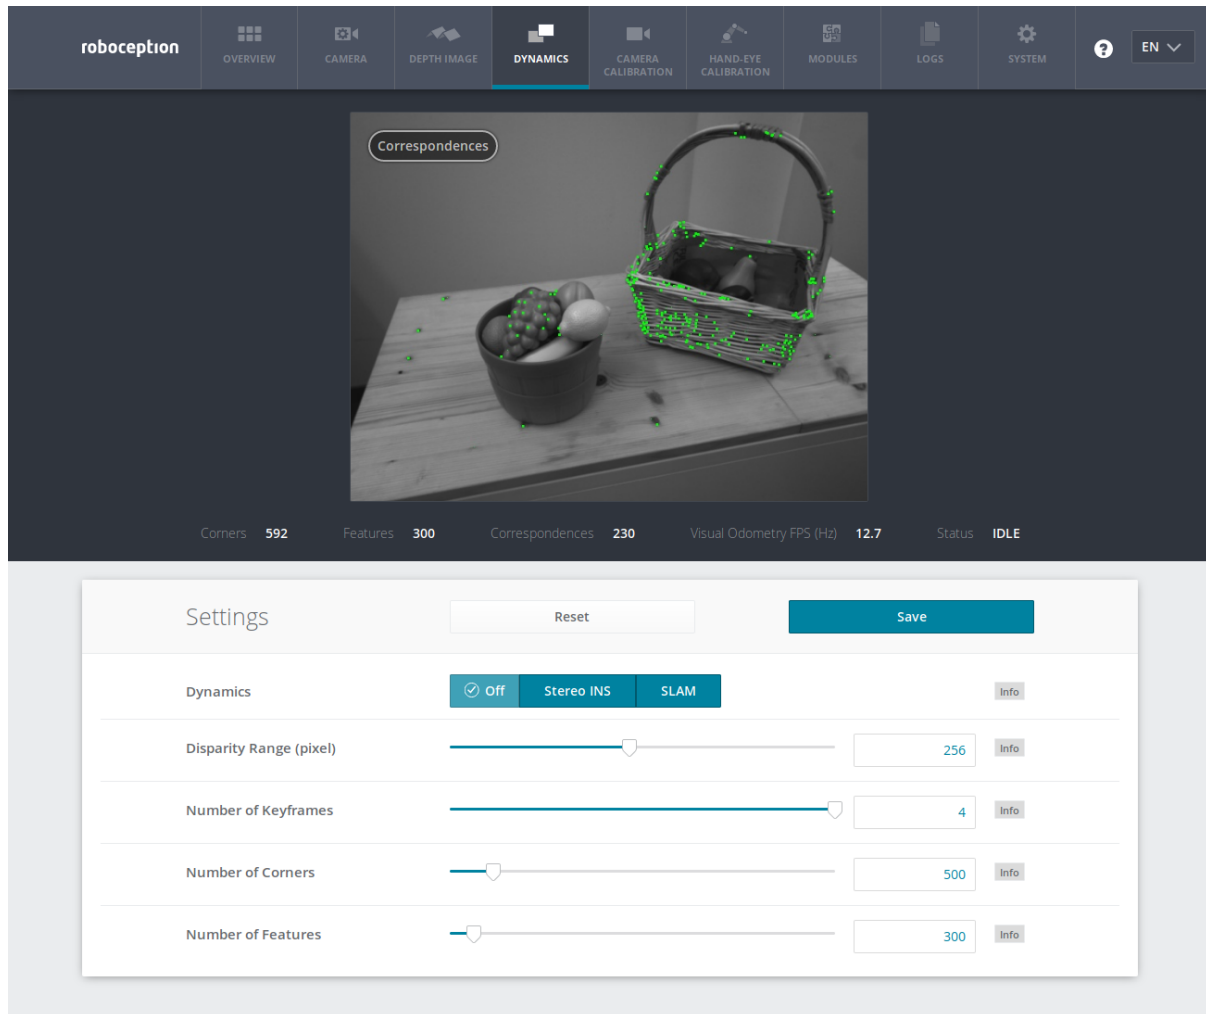 roboception
OVERVIEW
CAMERA
DEPTH IMAGE
DYNAMICS
CAMERA
CALIBRATION
HAND-EYE
CALIBRATION
MODULES
LOGS
SYSTEM
?
EN
Correspondences
Corners 592 Features 300 Correspondences 230 Visual Odometry FPS (Hz) 12.7 Status IDLE
Settings Reset Save
Dynamics Off Stereo INS SLAM Info
Disparity Range (pixel) 256 Info
Number of Keyframes 4 Info
Number of Corners 500 Info
Number of Features 300 Info